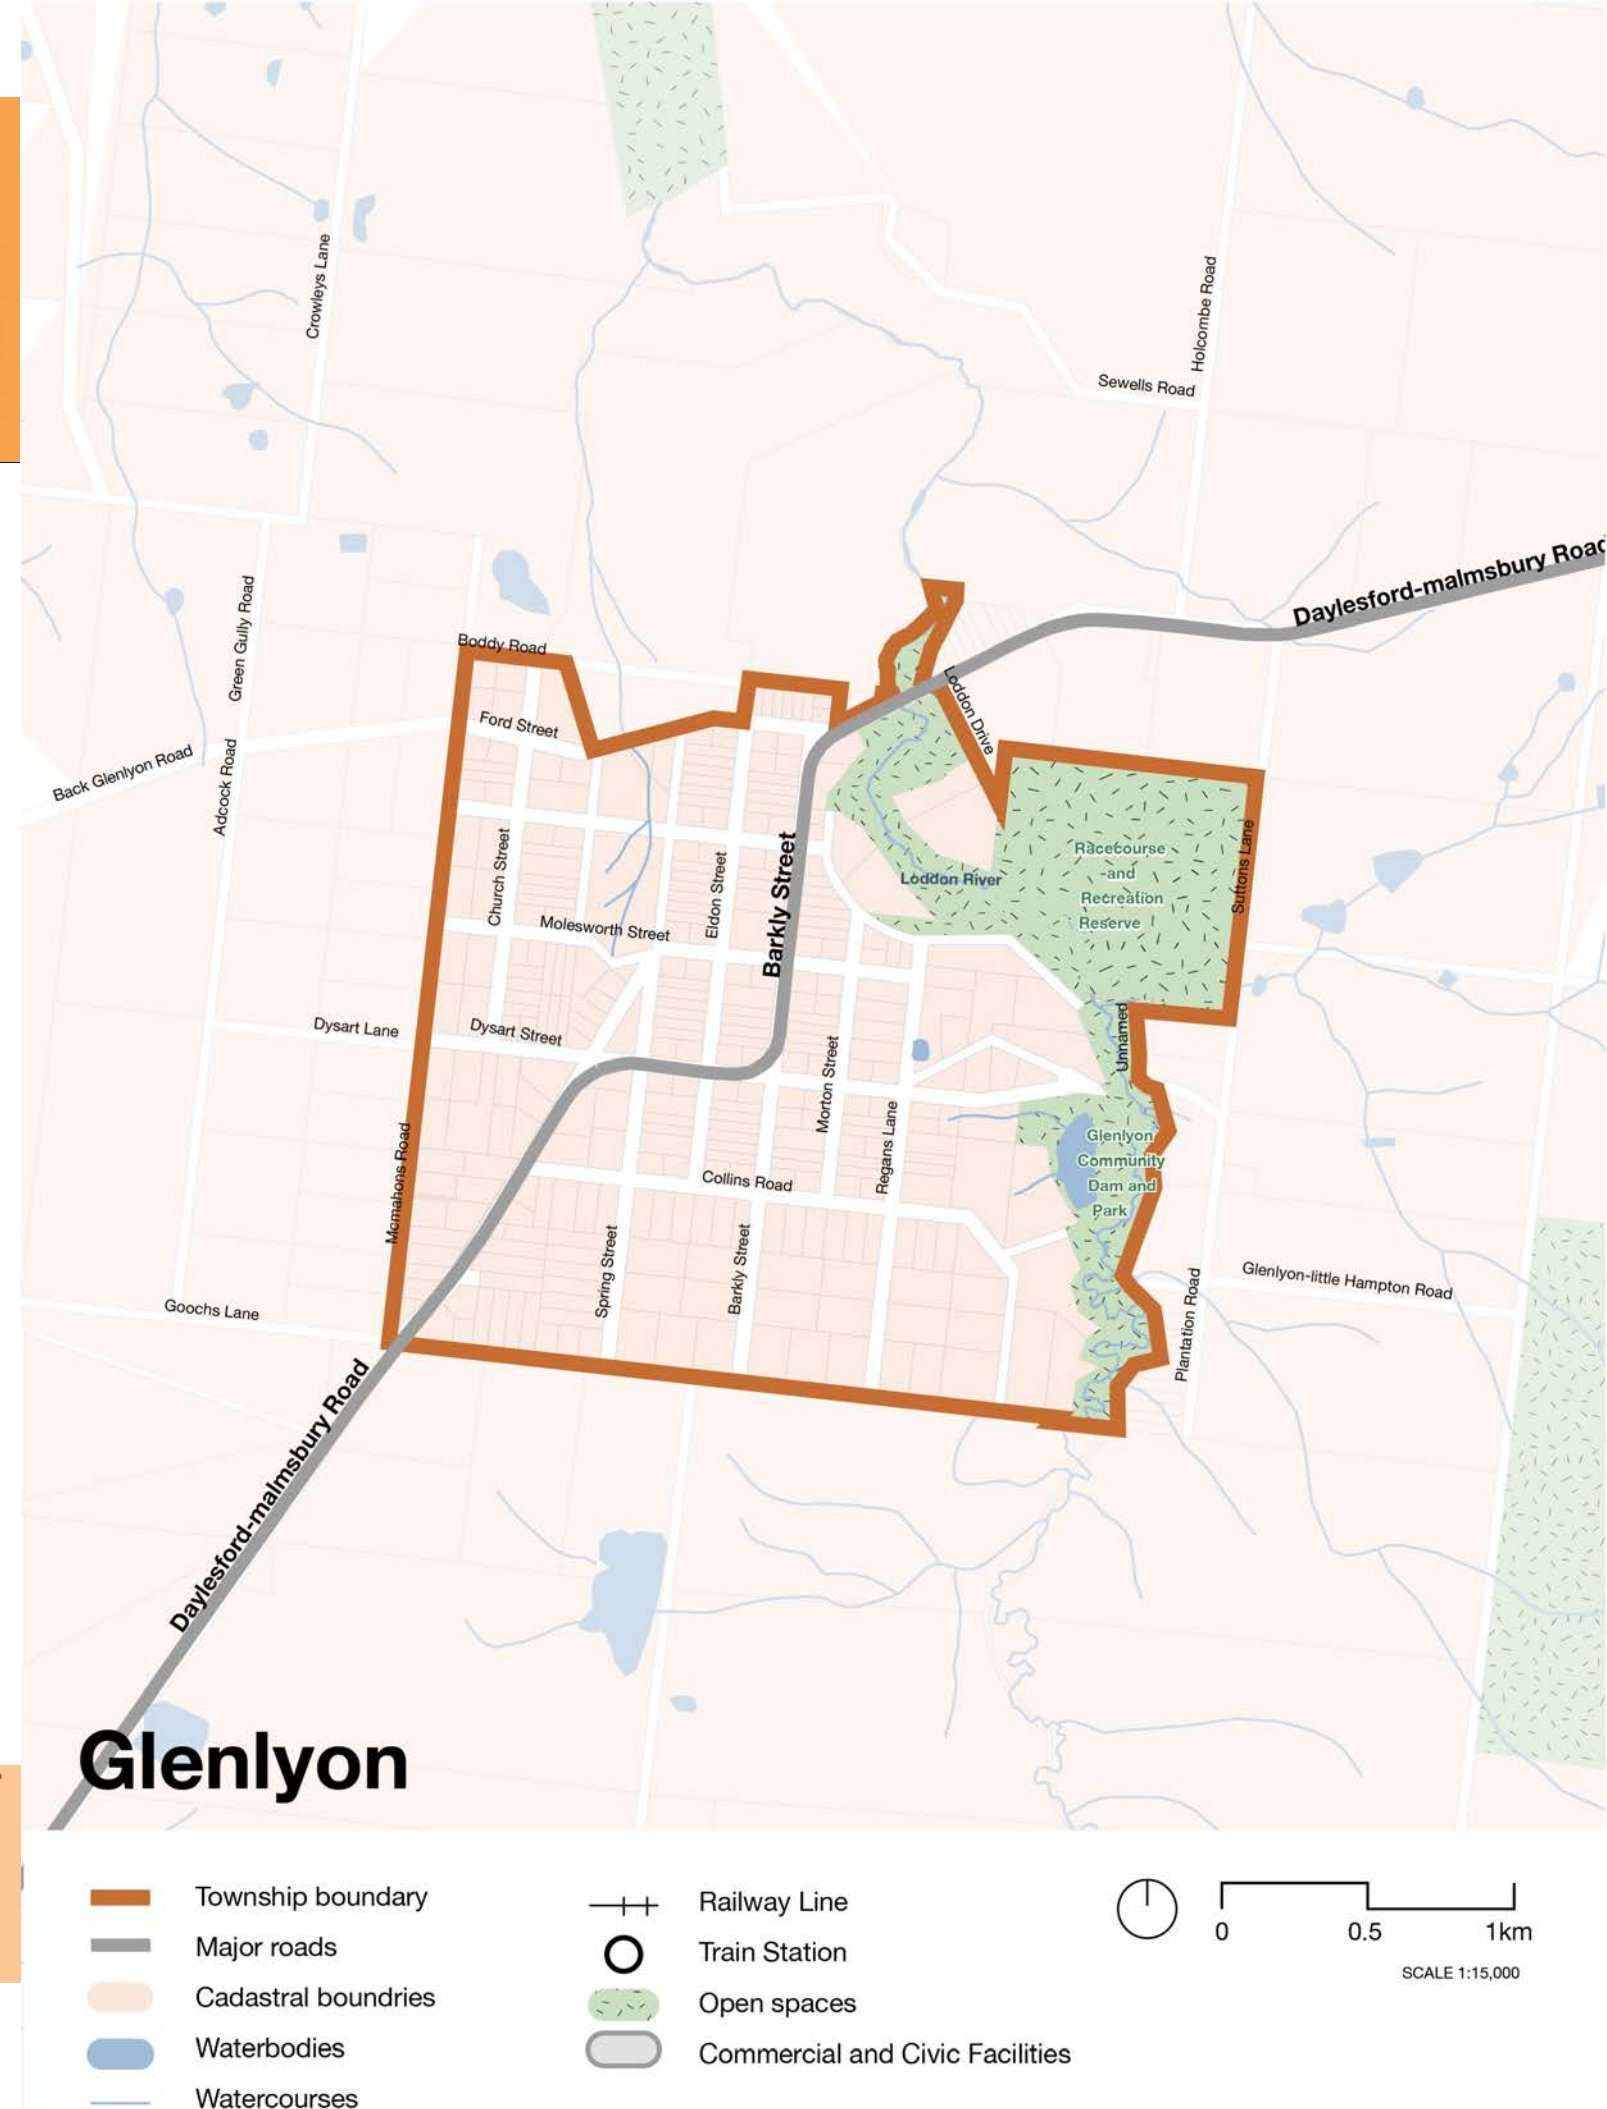 Crowleys Lane
Holcombe Road
Sewells Road
Daylesford-malmsbury Road
Green Gully Road
Boddy Road
Loddon Drive
Ford Street
Back Glenlyon Road
Adcock Road
Church Street
Eldon Street
Barkly Street
Molesworth Street
Loddon River
Racecourse
and
Recreation
Reserve
Suttons Lane
Dysart Lane
Dysart Street
Unnamed
Morton Street
Regans Lane
Mcmahons Road
Glenlyon
Community
Dam and
Park
Collins Road
Spring Street
Barkly Street
Goochs Lane
Plantation Road
Glenlyon-little Hampton Road
Daylesford-malmsbury Road
Glenlyon
Township boundary
Major roads
Cadastral boundries
Waterbodies
Watercourses
Railway Line
Train Station
Open spaces
Commercial and Civic Facilities
0 0.5 1km
SCALE 1:15,000